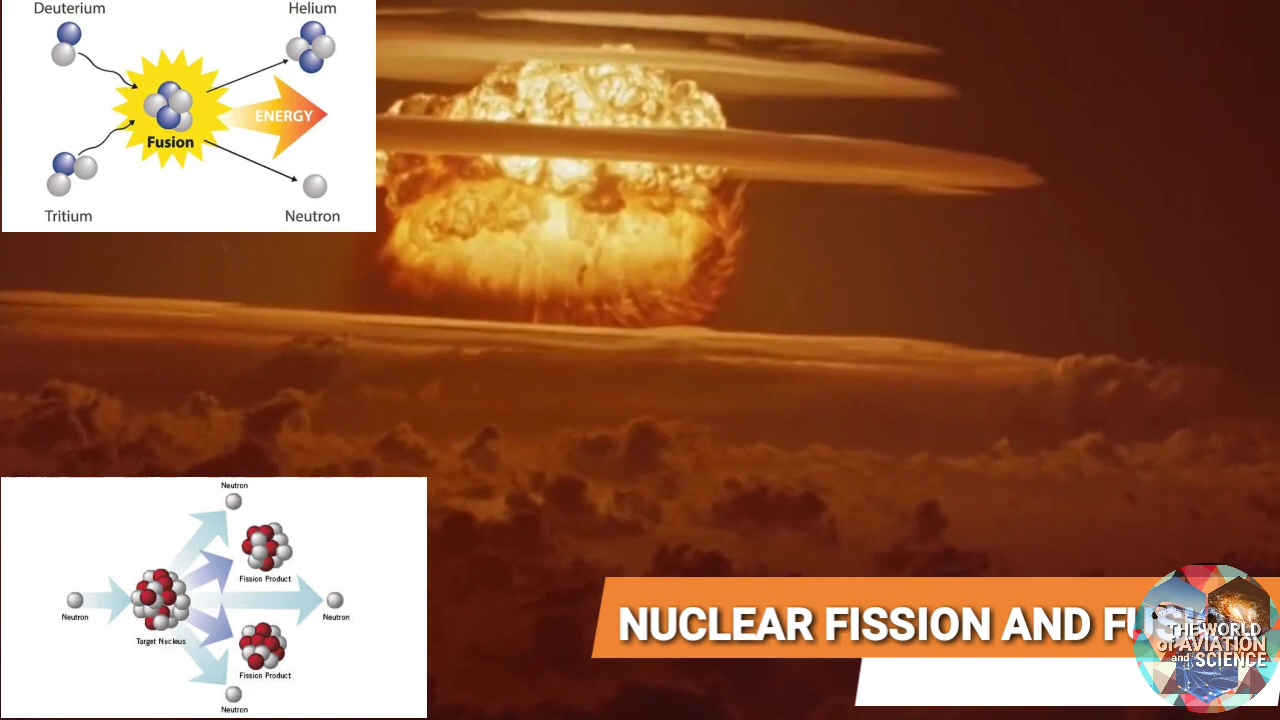 Deuterium
Helium
ENERGY
Fusion
Tritium
Neutron
Neutron
Fission Product
Neutron
Neutron
Target Nucleus
Fission Product
Neutron
NUCLEAR FISSION AND FUS
THE WORLD
of AVIATION
and SCIENCE